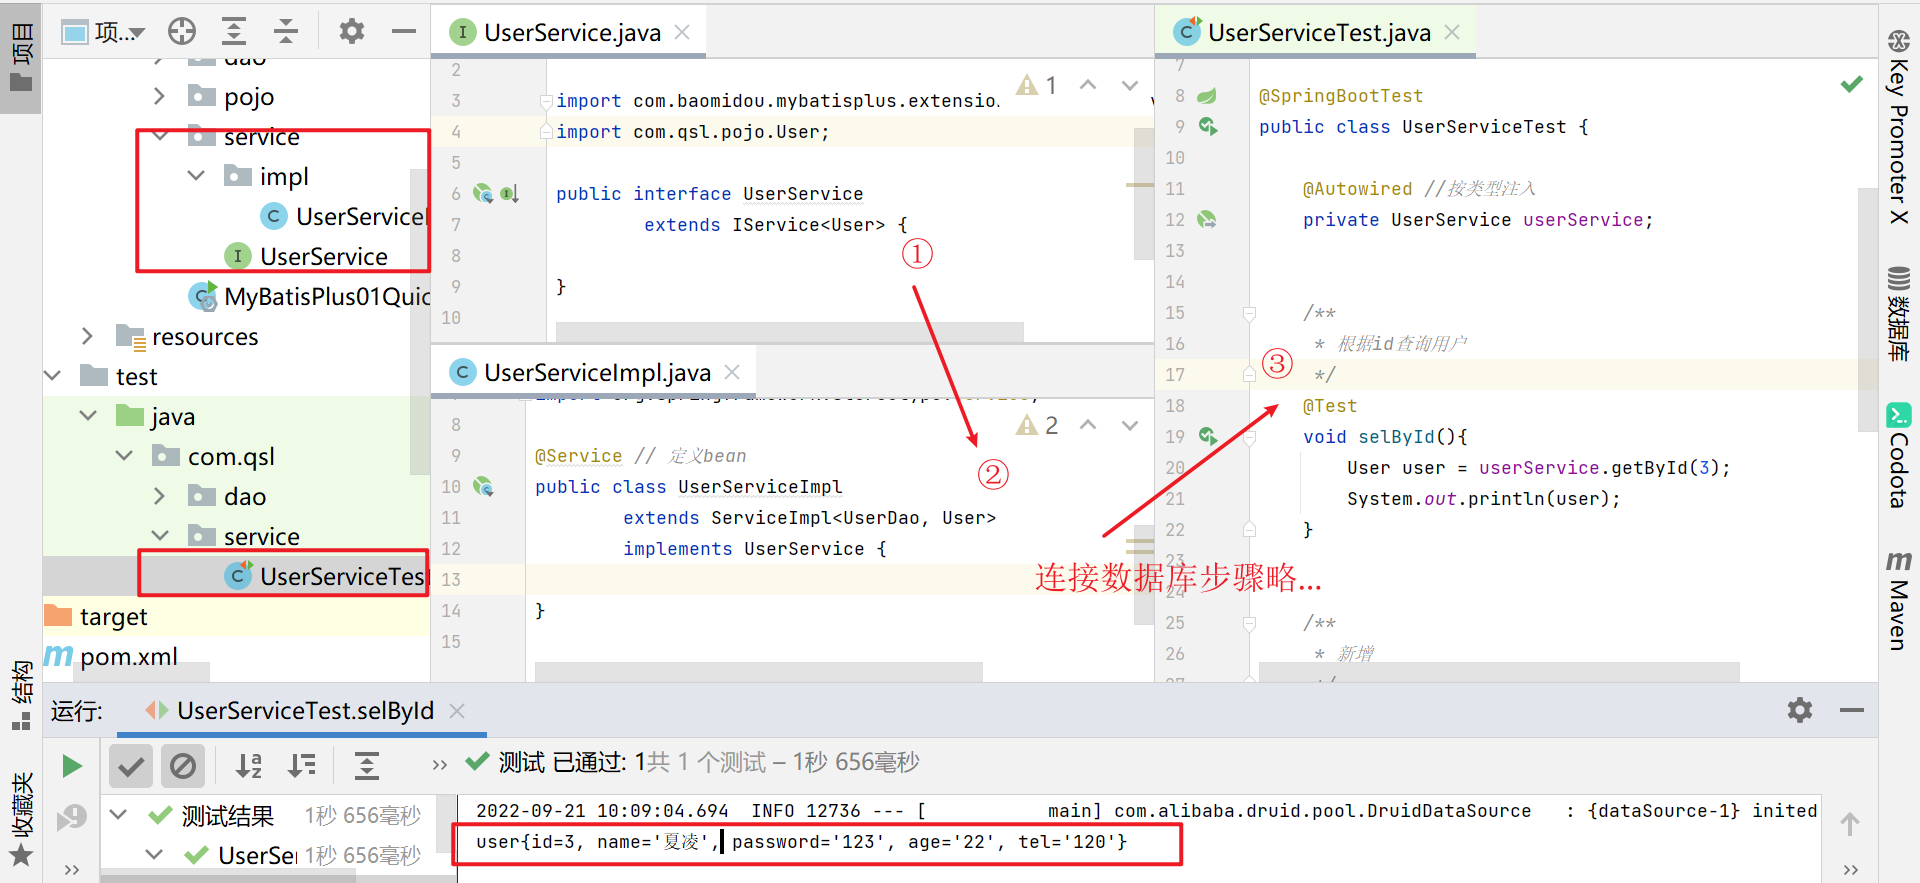 项目
项...
dao
pojo
service
impl
UserServiceI
UserService
MyBatisPlus01Quic
resources
test
java
com.qsl
dao
service
UserServiceTes
target
pom.xml
结构
收藏夹
UserService.java
1
2
3 import com.baomidou.mybatisplus.extension.
4 import com.qsl.pojo.User;
5
6 public interface UserService
7 extends IService<User> {
8
9 }
10
①
UserServiceImpl.java
2
8
9 @Service // 定义bean
10 public class UserServiceImpl
11 extends ServiceImpl<UserDao, User>
12 implements UserService {
13
14 }
15
②
连接数据库步骤略...
UserServiceTest.java
7
8 @SpringBootTest
9 public class UserServiceTest {
10
11 @Autowired //按类型注入
12 private UserService userService;
13
14
15 /**
16 * 根据id查询用户
17 */
③
18 @Test
19 void selById(){
20 User user = userService.getById(3);
21 System.out.println(user);
22 }
23
24
25 /**
26 * 新增
27 */
Key Promoter X
数据库
Codota
Maven
运行:
UserServiceTest.selById
测试 已通过: 1共 1 个测试 – 1秒 656毫秒
测试结果 1秒 656毫秒
UserSer 1秒 656毫秒
2022-09-21 10:09:04.694 INFO 12736 --- [ main] com.alibaba.druid.pool.DruidDataSource : {dataSource-1} inited
user{id=3, name='夏凌', password='123', age='22', tel='120'}